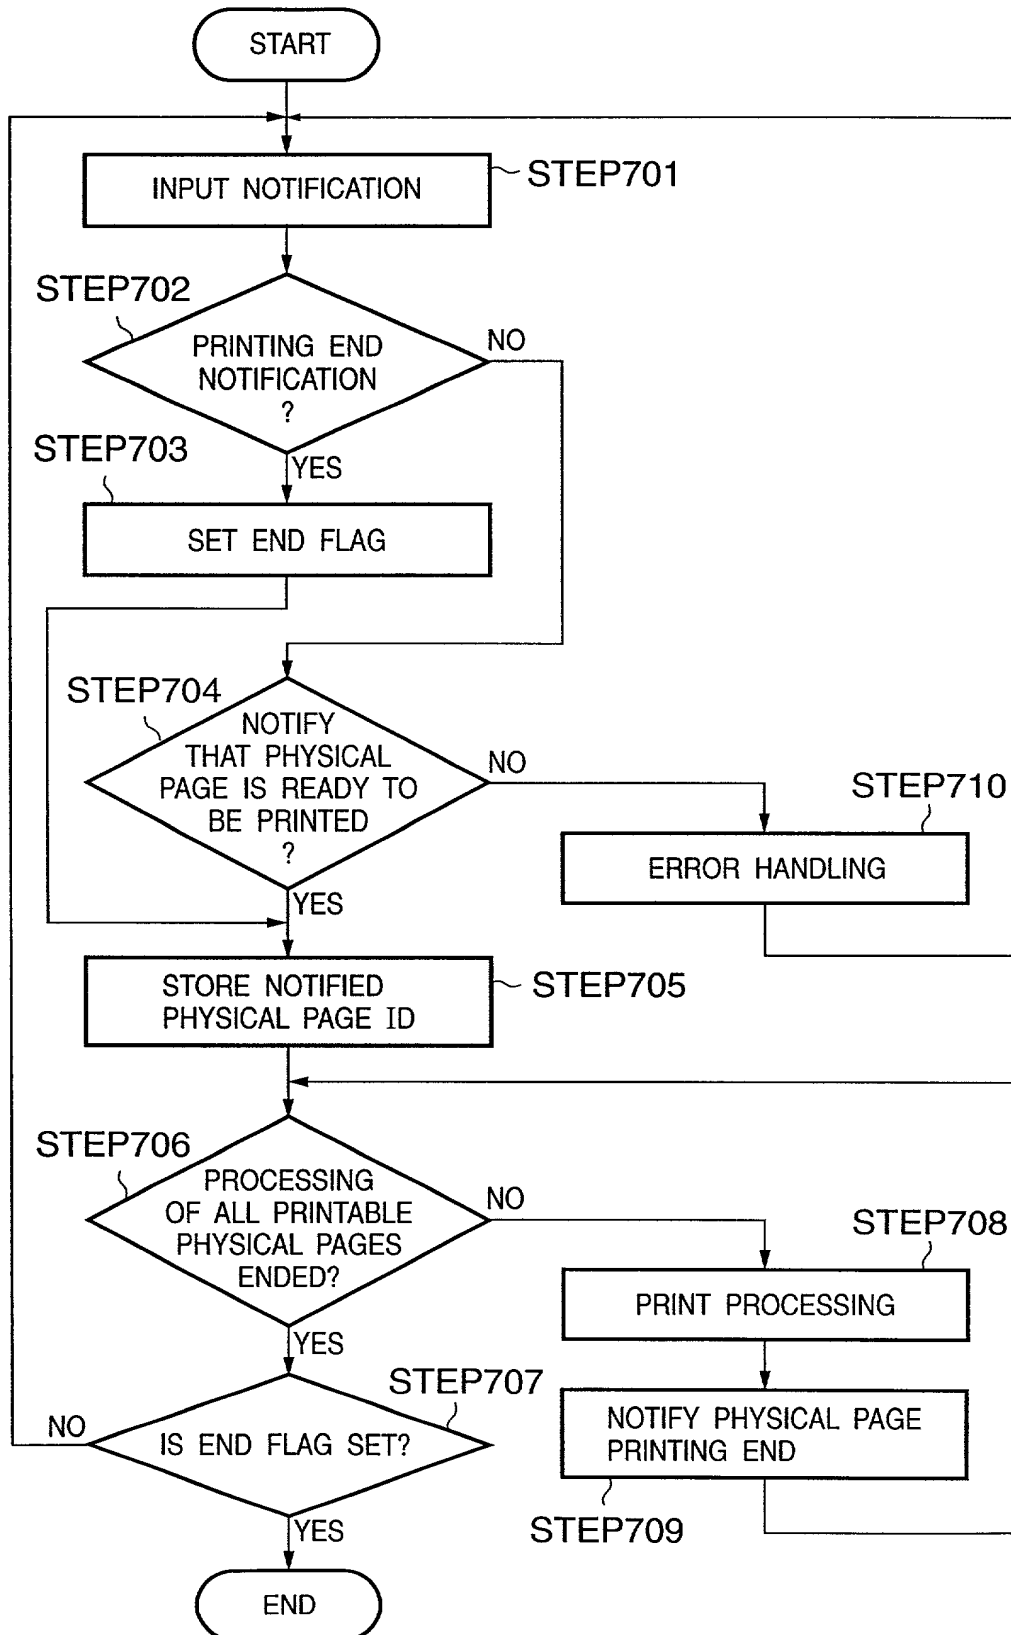 START
INPUT NOTIFICATION
STEP701
STEP702
PRINTING END
NOTIFICATION
?
NO
YES
STEP703
SET END FLAG
STEP704
NOTIFY
THAT PHYSICAL
PAGE IS READY TO
BE PRINTED
?
NO
YES
STEP710
ERROR HANDLING
STORE NOTIFIED
PHYSICAL PAGE ID
STEP705
STEP706
PROCESSING
OF ALL PRINTABLE
PHYSICAL PAGES
ENDED?
NO
YES
STEP708
PRINT PROCESSING
STEP707
IS END FLAG SET?
NO
YES
NOTIFY PHYSICAL PAGE
PRINTING END
STEP709
END